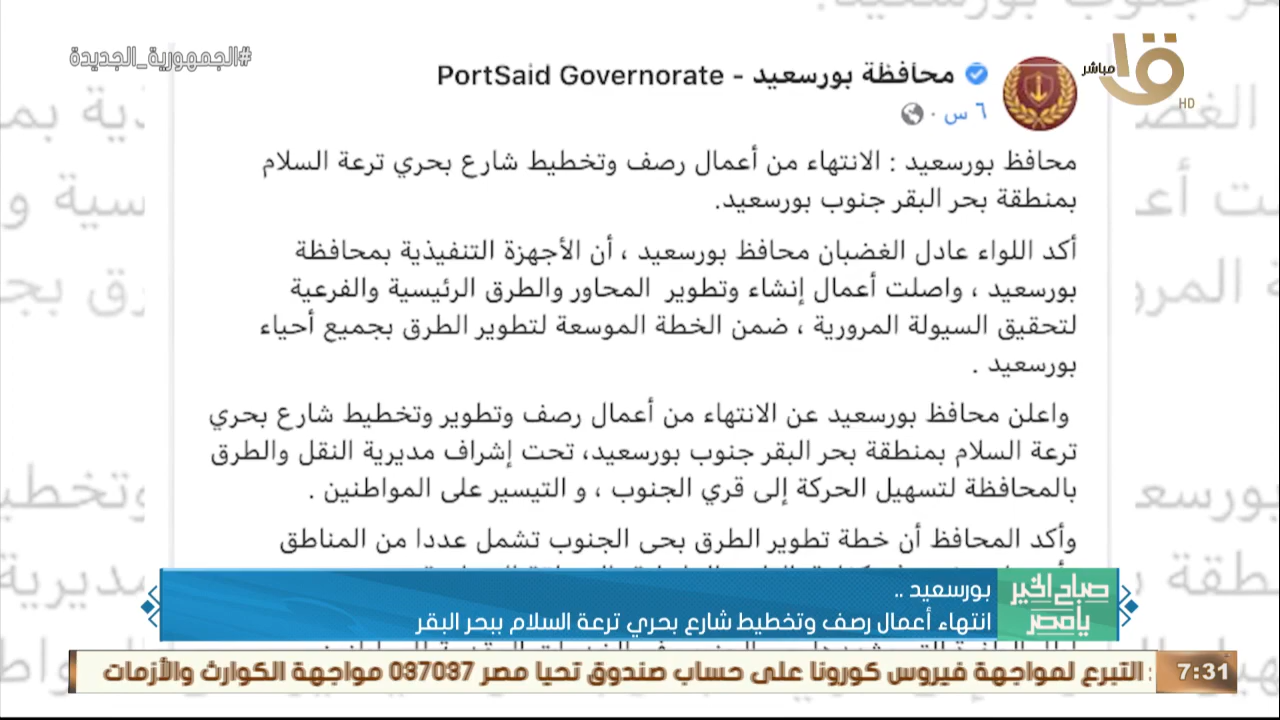 #الجمهورية_الجديدة
مباشر
HD
محافظة بورسعيد - PortSaid Governorate
٦ س ·
محافظ بورسعيد : الانتهاء من أعمال رصف وتخطيط شارع بحري ترعة السلام
بمنطقة بحر البقر جنوب بورسعيد.
أكد اللواء عادل الغضبان محافظ بورسعيد ، أن الأجهزة التنفيذية بمحافظة
بورسعيد ، واصلت أعمال إنشاء وتطوير المحاور والطرق الرئيسية والفرعية
لتحقيق السيولة المرورية ، ضمن الخطة الموسعة لتطوير الطرق بجميع أحياء
بورسعيد .
واعلن محافظ بورسعيد عن الانتهاء من أعمال رصف وتطوير وتخطيط شارع بحري
ترعة السلام بمنطقة بحر البقر جنوب بورسعيد، تحت إشراف مديرية النقل والطرق
بالمحافظة لتسهيل الحركة إلى قري الجنوب ، و التيسير على المواطنين .
وأكد المحافظ أن خطة تطوير الطرق بحى الجنوب تشمل عددا من المناطق
صباح الخير
يا مصر
بورسعيد ..
انتهاء أعمال رصف وتخطيط شارع بحري ترعة السلام ببحر البقر
7:31
التبرع لمواجهة فيروس كورونا على حساب صندوق تحيا مصر 037037 مواجهة الكوارث والأزمات